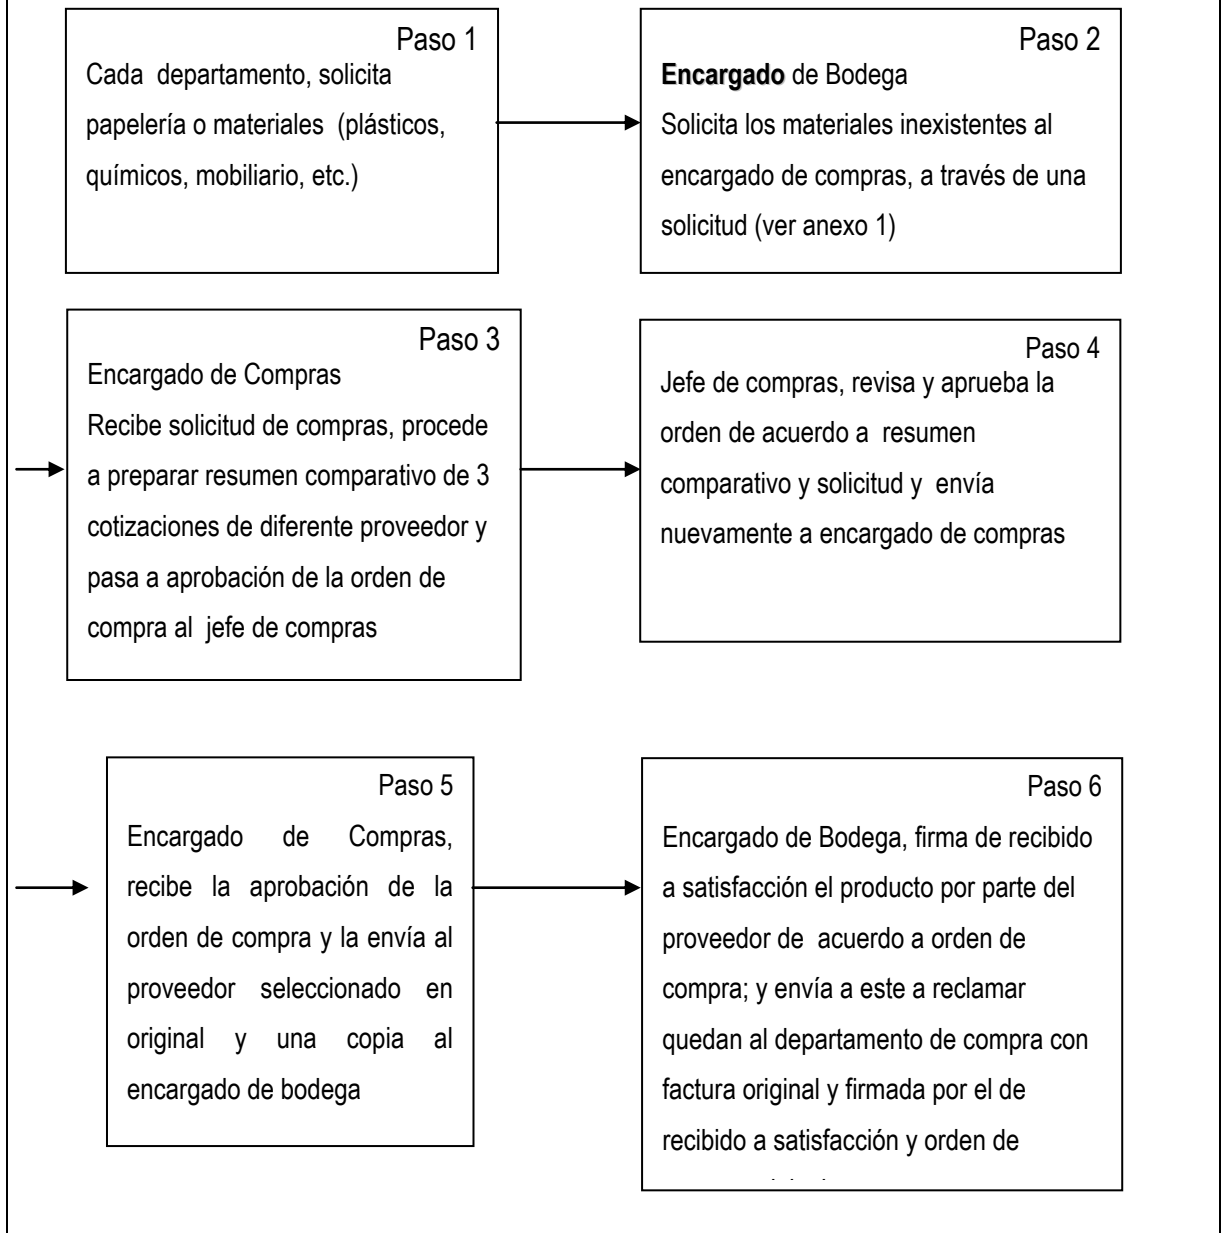 Paso 1
Cada departamento, solicita
papelería o materiales (plásticos,
químicos, mobiliario, etc.)
Paso 2
Encargado de Bodega
Solicita los materiales inexistentes al
encargado de compras, a través de una
solicitud (ver anexo 1)
Paso 3
Encargado de Compras
Recibe solicitud de compras, procede
a preparar resumen comparativo de 3
cotizaciones de diferente proveedor y
pasa a aprobación de la orden de
compra al jefe de compras
Paso 4
Jefe de compras, revisa y aprueba la
orden de acuerdo a resumen
comparativo y solicitud y envía
nuevamente a encargado de compras
Paso 5
Encargado de Compras,
recibe la aprobación de la
orden de compra y la envía al
proveedor seleccionado en
original y una copia al
encargado de bodega
Paso 6
Encargado de Bodega, firma de recibido
a satisfacción el producto por parte del
proveedor de acuerdo a orden de
compra; y envía a este a reclamar
quedan al departamento de compra con
factura original y firmada por el de
recibido a satisfacción y orden de